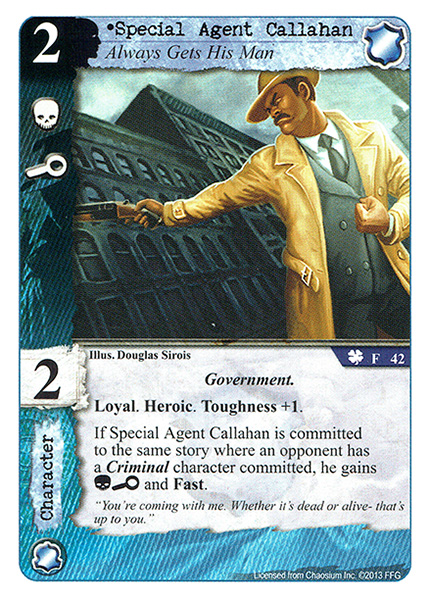 2
•Special Agent Callahan
Always Gets His Man
Illus. Douglas Sirois
F 42
2
Government.
Loyal. Heroic. Toughness +1.
If Special Agent Callahan is committed
to the same story where an opponent has
a Criminal character committed, he gains
and Fast.
"You're coming with me. Whether it's dead or alive- that's
up to you."
Character
Licensed from Chaosium Inc. ©2013 FFG